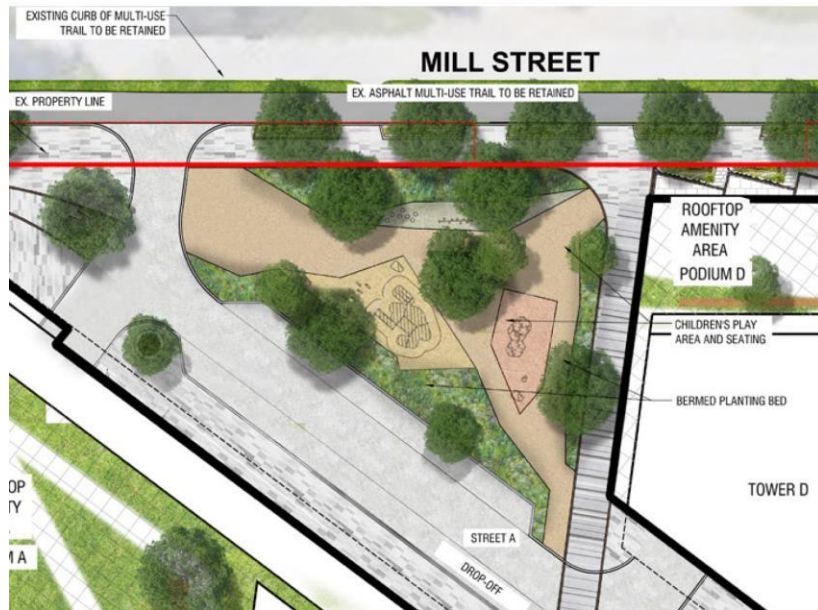 EXISTING CURB OF MULTI-USE
TRAIL TO BE RETAINED
MILL STREET
EX. PROPERTY LINE
EX. ASPHALT MULTI-USE TRAIL TO BE RETAINED
ROOFTOP
AMENITY
AREA
PODIUM D
CHILDREN'S PLAY
AREA AND SEATING
BERMED PLANTING BED
TOWER D
OP
TY
M A
STREET A
DROP-OFF